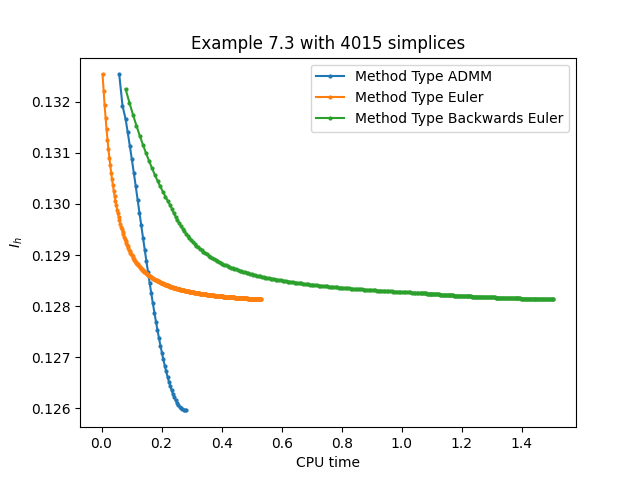 Example 7.3 with 4015 simplices
Method Type ADMM
Method Type Euler
Method Type Backwards Euler
0.132
0.131
0.130
0.129
0.128
0.127
0.126
I_h
0.0 0.2 0.4 0.6 0.8 1.0 1.2 1.4
CPU time